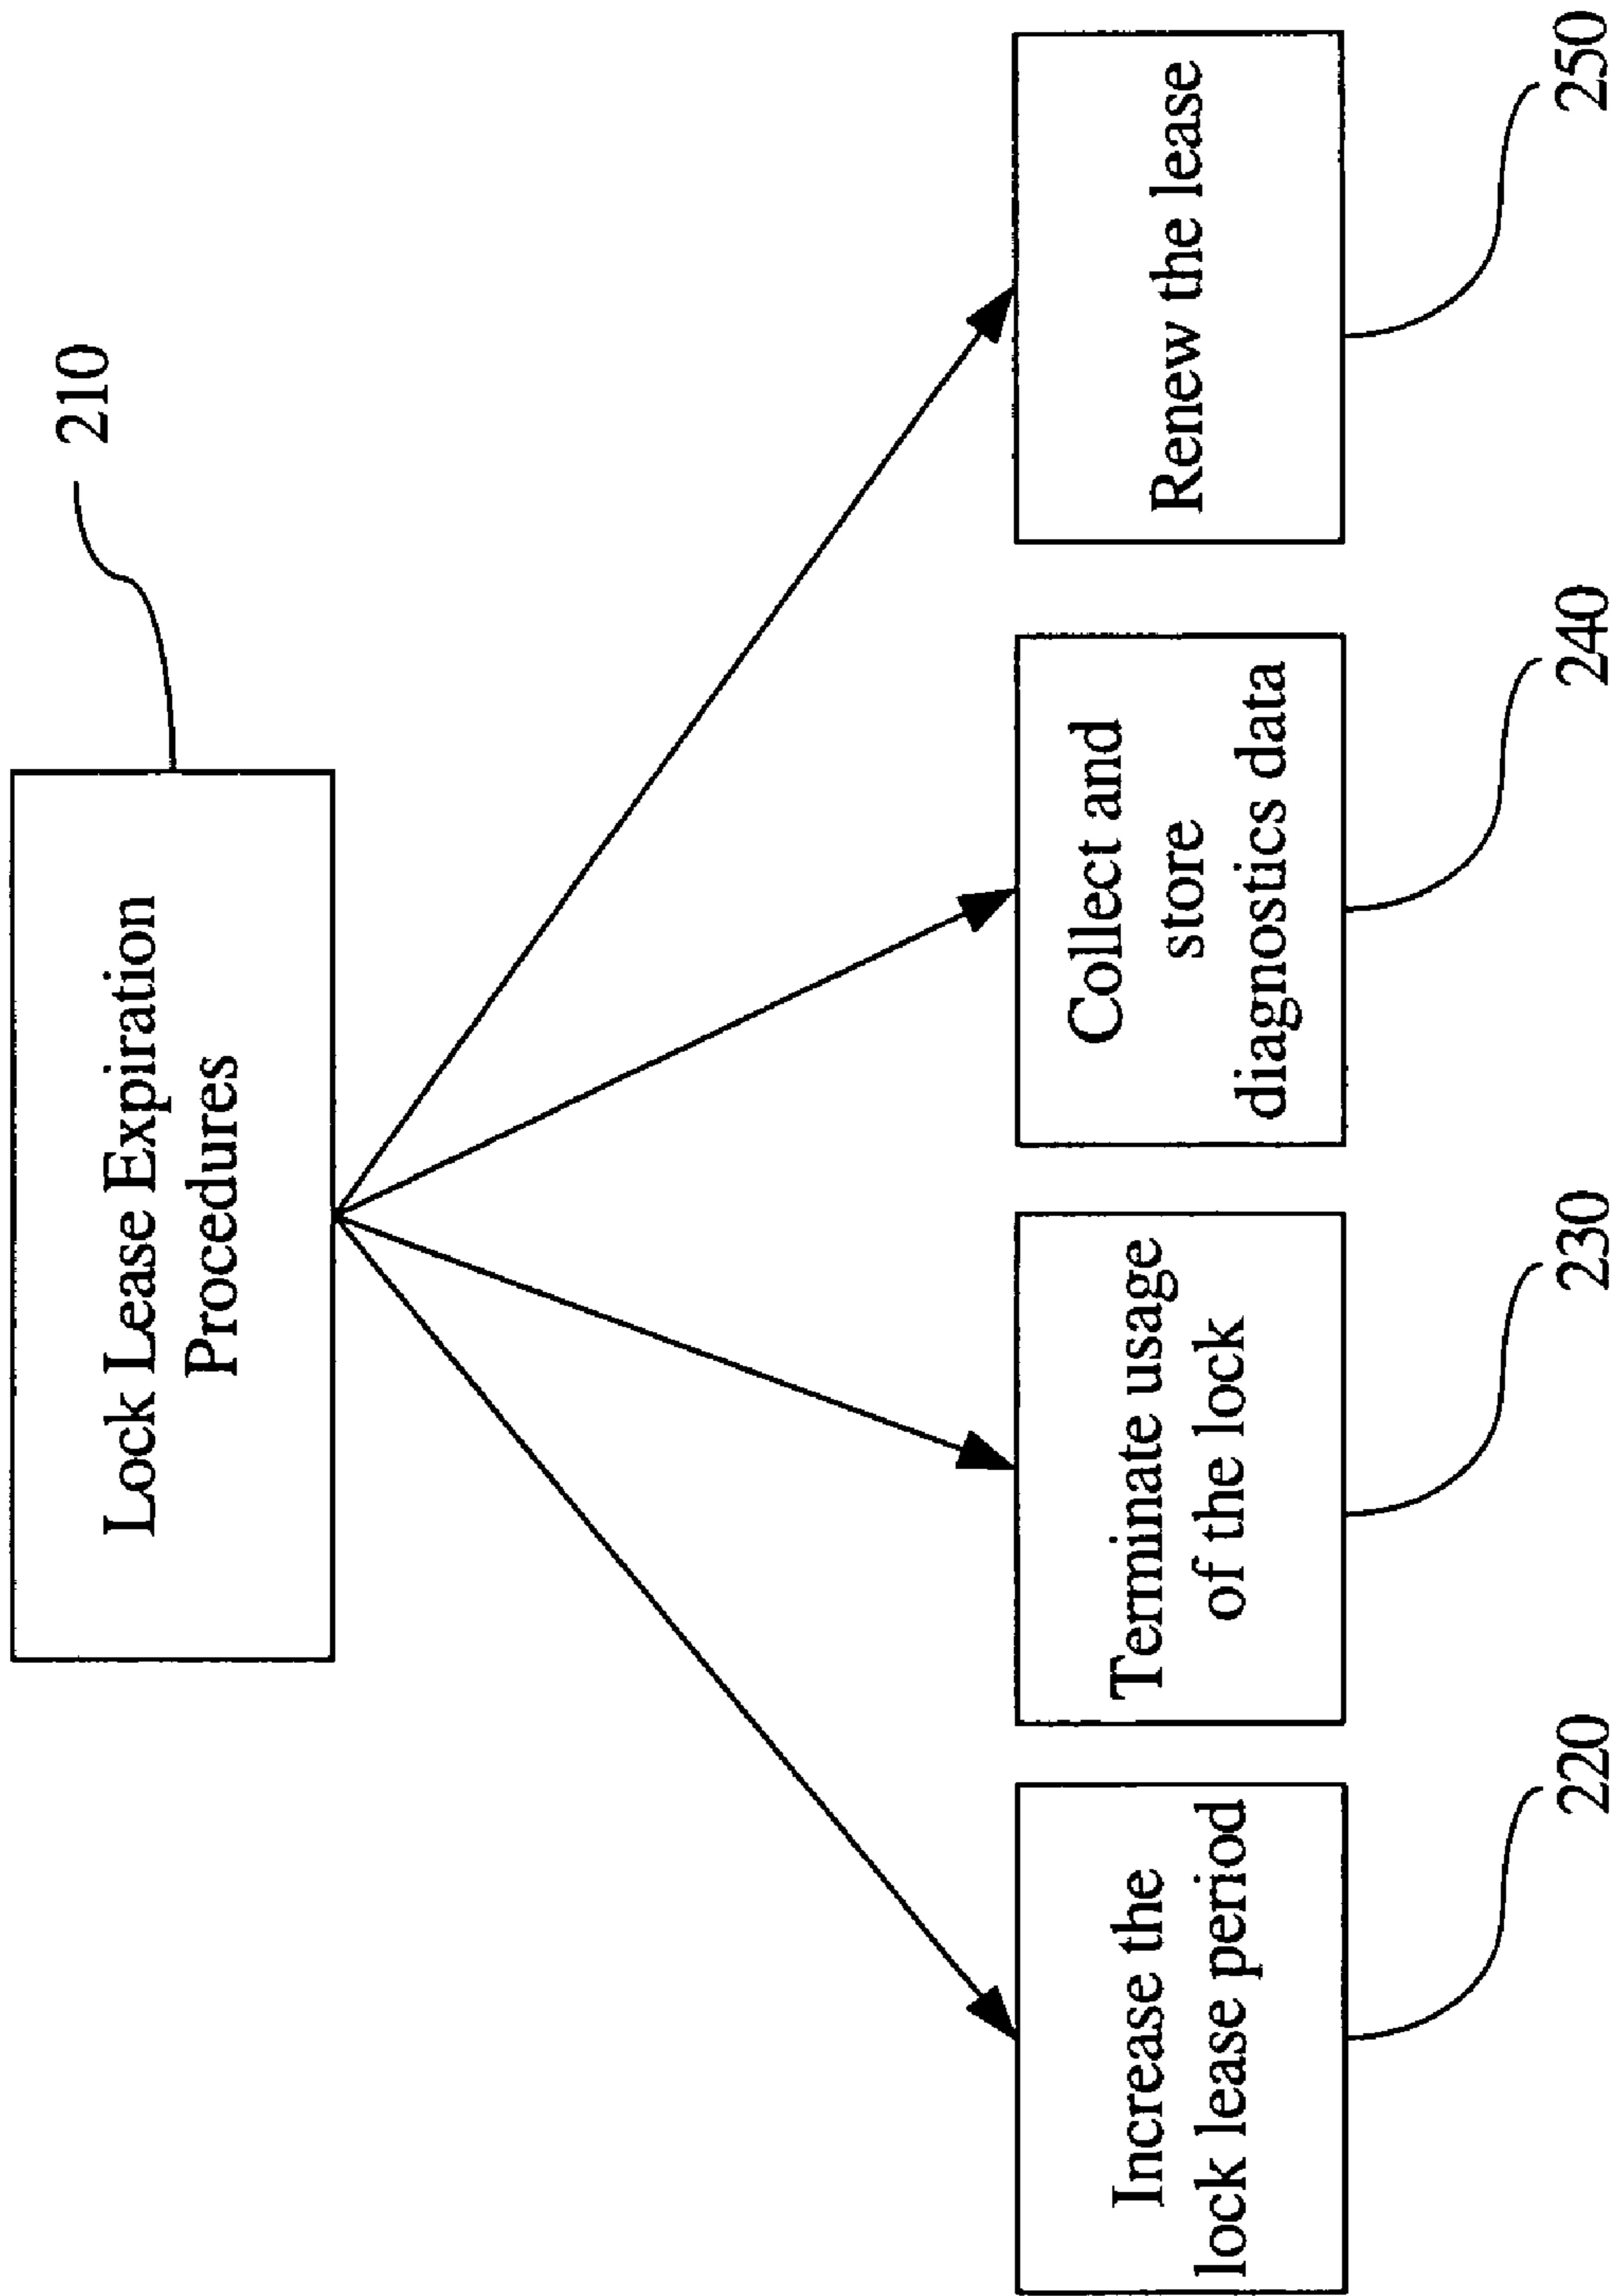 210
Lock Lease Expiration
Procedures
Increase the
lock lease period
220
Terminate usage
of the lock
230
Collect and
store
diagnostics data
240
Renew the lease
250